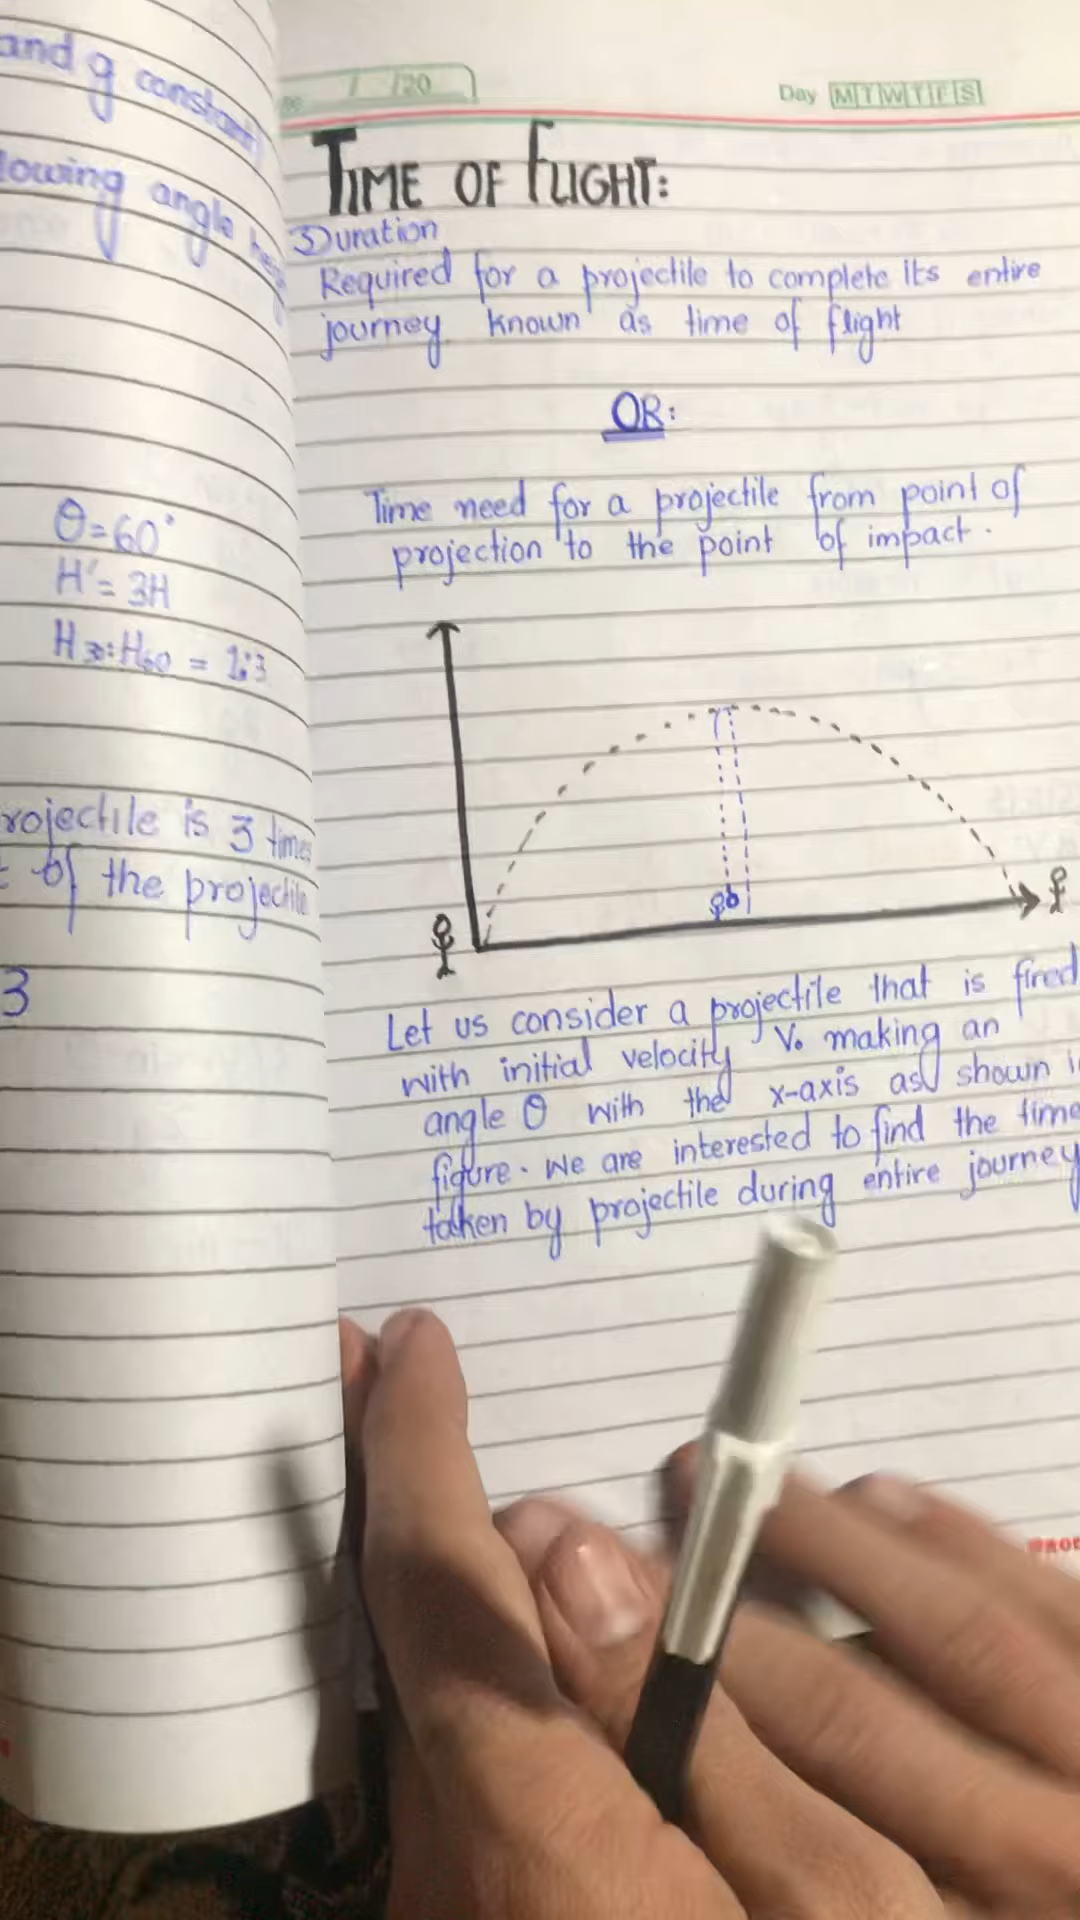 and g constant
lowing angle
θ=60°
H'= 3H
H30:H60 = 1:3
rojectile is 3 times
of the projectile
3
/ /20
Day M T W T F S
TIME OF FLIGHT:
Duration
Required for a projectile to complete its entire
journey known as time of flight
OR:
Time need for a projectile from point of
projection to the point of impact.
Let us consider a projectile that is fired
with initial velocity V₀ making an
angle θ with the x-axis as shown in
figure. We are interested to find the time
taken by projectile during entire journey